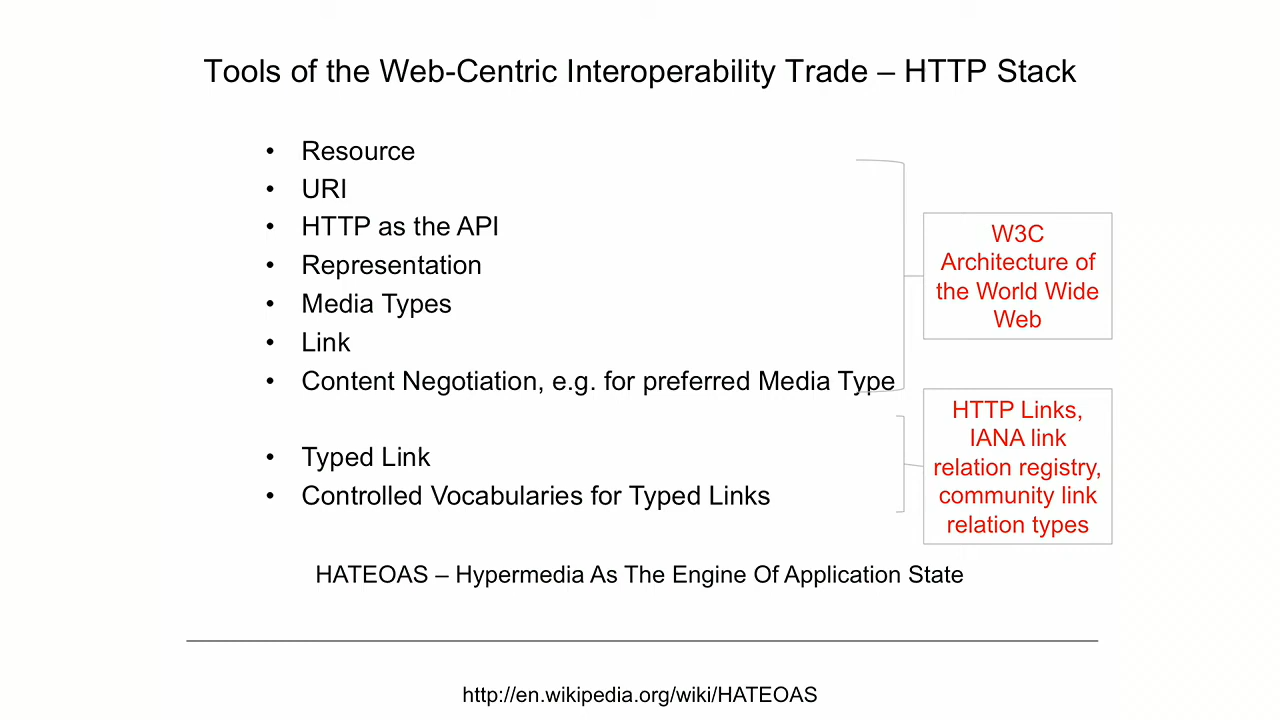 Tools of the Web-Centric Interoperability Trade – HTTP Stack
• Resource
• URI
• HTTP as the API
• Representation
• Media Types
• Link
• Content Negotiation, e.g. for preferred Media Type
W3C
Architecture of
the World Wide
Web
• Typed Link
• Controlled Vocabularies for Typed Links
HTTP Links,
IANA link
relation registry,
community link
relation types
HATEOAS – Hypermedia As The Engine Of Application State
http://en.wikipedia.org/wiki/HATEOAS